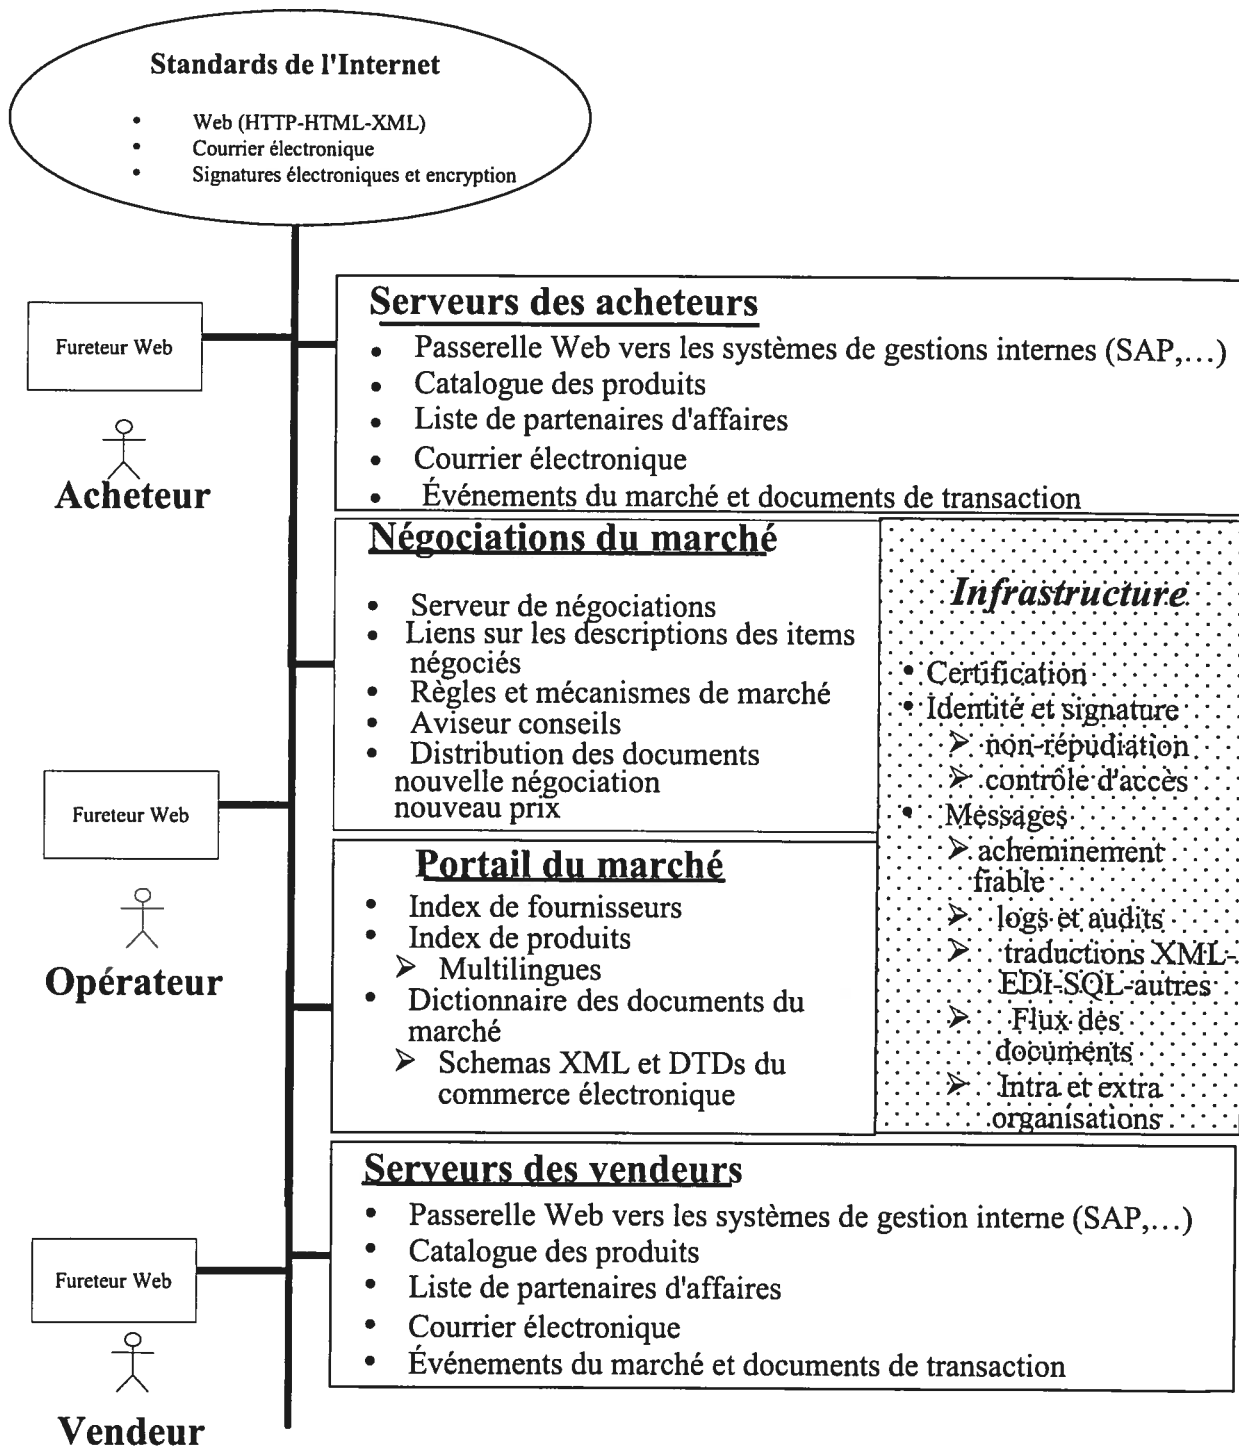 Standards de l'Internet
• Web (HTTP-HTML-XML)
• Courrier électronique
• Signatures électroniques et encryption
Fureteur Web
Acheteur
Serveurs des acheteurs
• Passerelle Web vers les systèmes de gestions internes (SAP,...)
• Catalogue des produits
• Liste de partenaires d'affaires
• Courrier électronique
• Événements du marché et documents de transaction
Négociations du marché
• Serveur de négociations
• Liens sur les descriptions des items
négociés
• Règles et mécanismes de marché
• Aviseur conseils
• Distribution des documents
nouvelle négociation
nouveau prix
Infrastructure
• Certification
• Identité et signature
➢ non-répudiation
➢ contrôle d'accès
• Messages
➢ acheminement
fiable
➢ logs et audits
➢ traductions XML-
EDI-SQL-autres
➢ Flux des
documents
➢ Intra et extra
organisations
Fureteur Web
Opérateur
Portail du marché
• Index de fournisseurs
• Index de produits
➢ Multilingues
• Dictionnaire des documents du
marché
➢ Schemas XML et DTDs du
commerce électronique
Fureteur Web
Vendeur
Serveurs des vendeurs
• Passerelle Web vers les systèmes de gestion interne (SAP,...)
• Catalogue des produits
• Liste de partenaires d'affaires
• Courrier électronique
• Événements du marché et documents de transaction